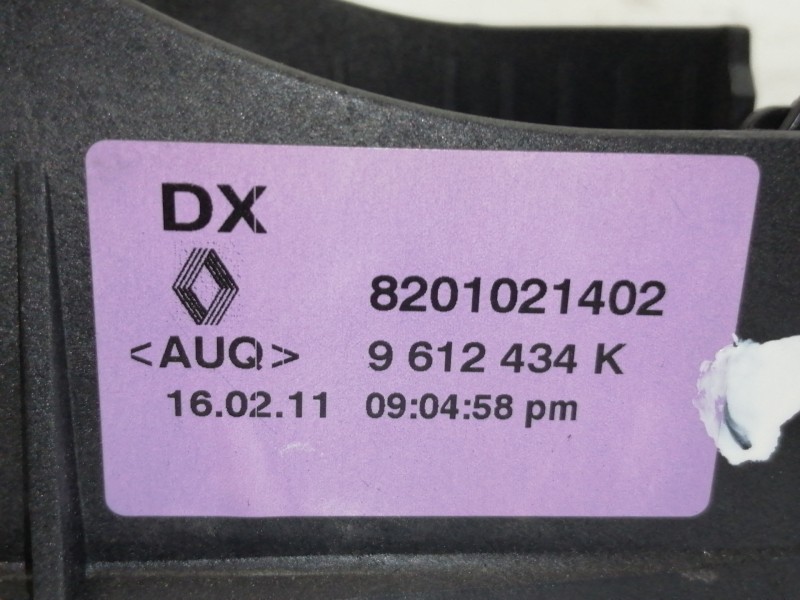 DX
8201021402
<AUQ> 9 612 434 K
16.02.11 09:04:58 pm